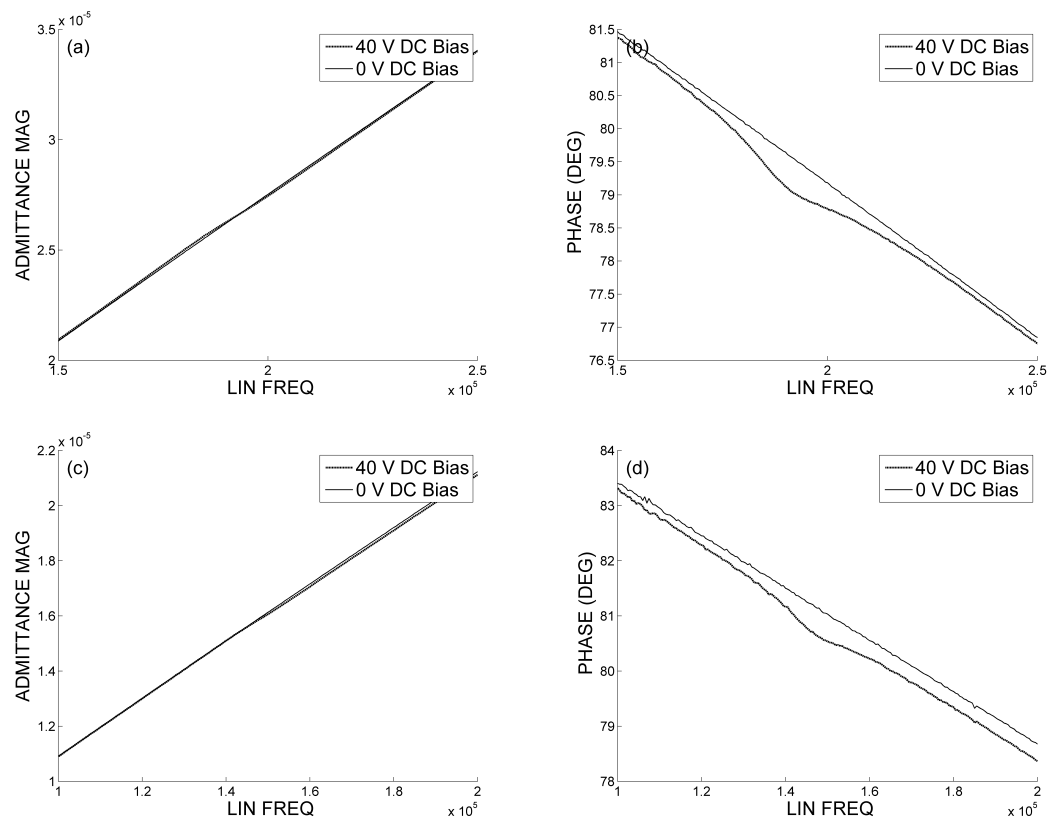 x 10-5
3.5
(a)
40 V DC Bias
0 V DC Bias
3
2.5
2
1.5
2
2.5
ADMITTANCE MAG
LIN FREQ
x 10^5
81.5
(b)
40 V DC Bias
0 V DC Bias
81
80.5
80
79.5
79
78.5
78
77.5
77
76.5
1.5
2
2.5
PHASE (DEG)
LIN FREQ
x 10^5
x 10-5
2.2
(c)
40 V DC Bias
0 V DC Bias
2
1.8
1.6
1.4
1.2
1
1
1.2
1.4
1.6
1.8
2
ADMITTANCE MAG
LIN FREQ
x 10^5
84
(d)
40 V DC Bias
0 V DC Bias
83
82
81
80
79
78
1
1.2
1.4
1.6
1.8
2
PHASE (DEG)
LIN FREQ
x 10^5